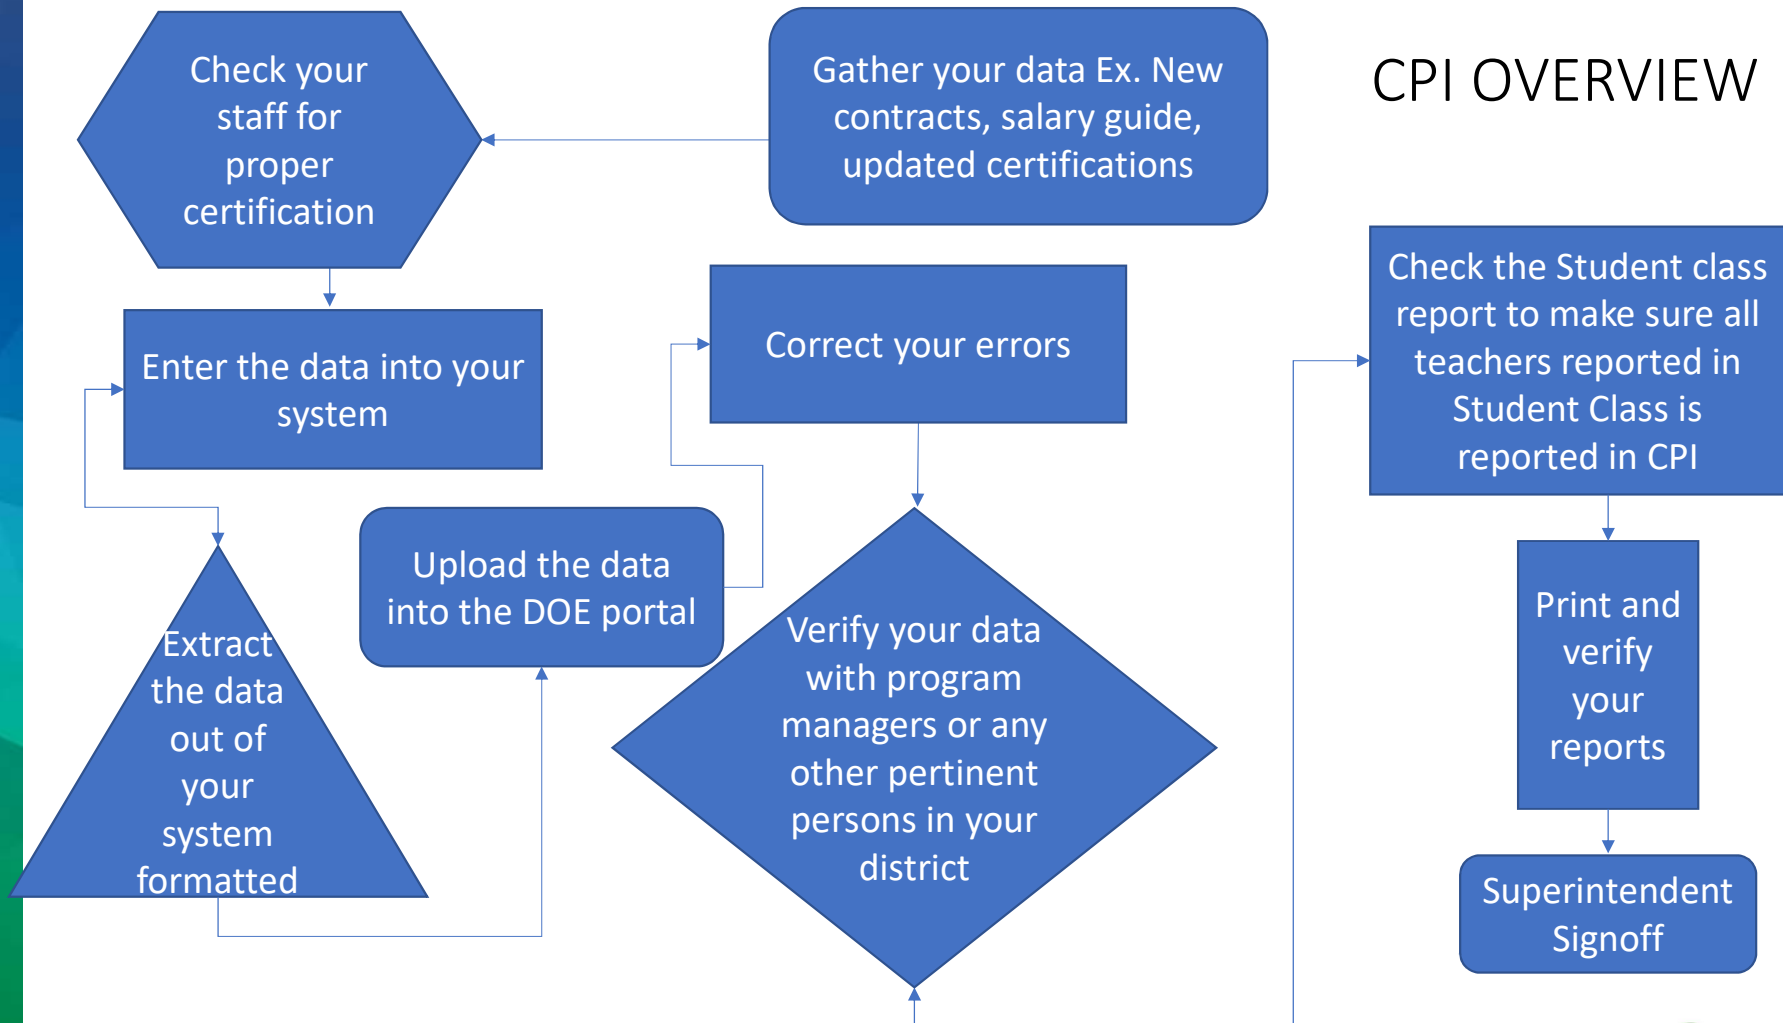 CPI OVERVIEW
Gather your data Ex. New
contracts, salary guide,
updated certifications
Check your
staff for
proper
certification
Enter the data into your
system
Extract
the data
out of
your
system
formatted
Upload the data
into the DOE portal
Correct your errors
Verify your data
with program
managers or any
other pertinent
persons in your
district
Check the Student class
report to make sure all
teachers reported in
Student Class is
reported in CPI
Print and
verify
your
reports
Superintendent
Signoff